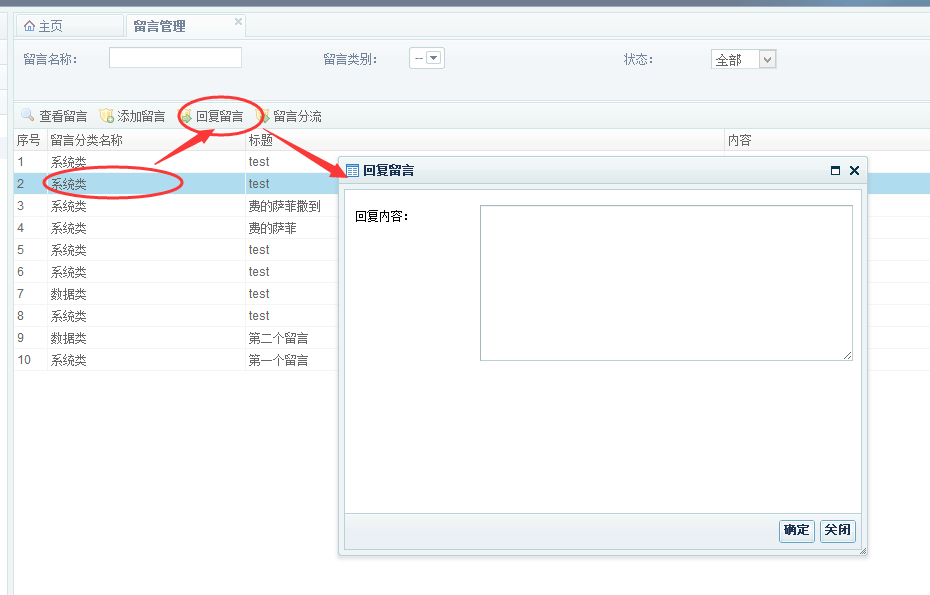 主页 留言管理
留言名称： 留言类别： -- 状态： 全部
查看留言 添加留言 回复留言 留言分流
序号 留言分类名称 标题 内容
1 系统类 test
2 系统类 test
3 系统类 费的萨菲撒到
4 系统类 费的萨菲
5 系统类 test
6 系统类 test
7 数据类 test
8 系统类 test
9 数据类 第二个留言
10 系统类 第一个留言
回复留言
回复内容：
确定 关闭